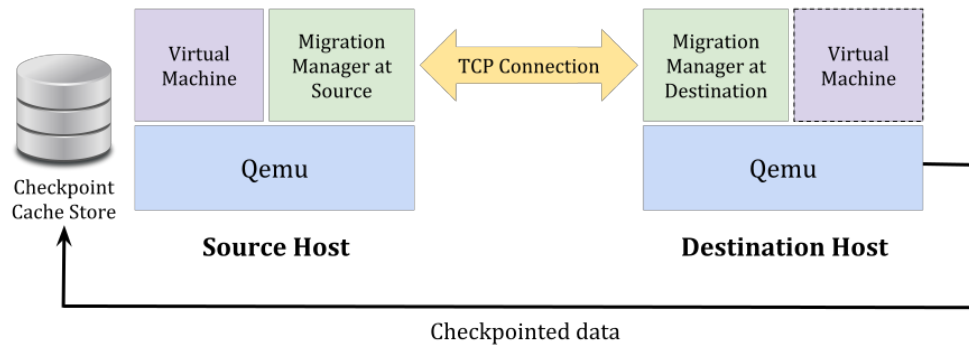 Virtual
Machine
Migration
Manager at
Source
TCP Connection
Migration
Manager at
Destination
Virtual
Machine
Qemu
Qemu
Checkpoint
Cache Store
Source Host
Destination Host
Checkpointed data